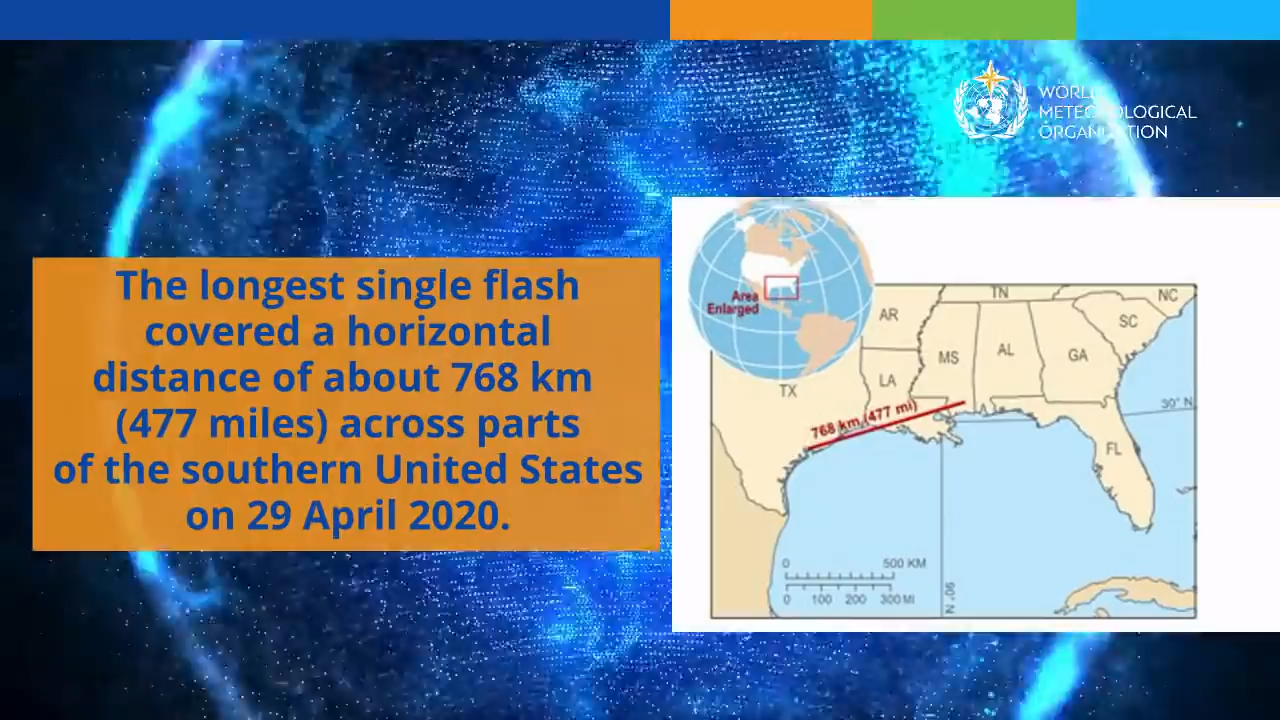 WORLD
METEOROLOGICAL
ORGANIZATION
The longest single flash
covered a horizontal
distance of about 768 km
(477 miles) across parts
of the southern United States
on 29 April 2020.
Area
Enlarged
TN
NC
AR
SC
MS
AL
GA
LA
TX
768 km (477 mi)
30° N
FL
0 500 KM
0 100 200 300 MI
90° N